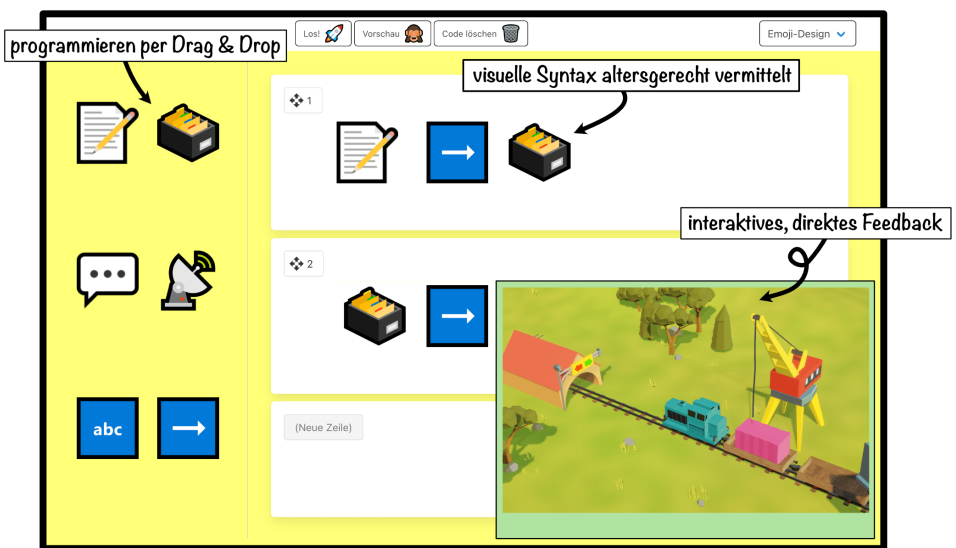 Los!
Vorschau
Code löschen
Emoji-Design
programmieren per Drag & Drop
visuelle Syntax altersgerecht vermittelt
1
interaktives, direktes Feedback
2
abc
(Neue Zeile)